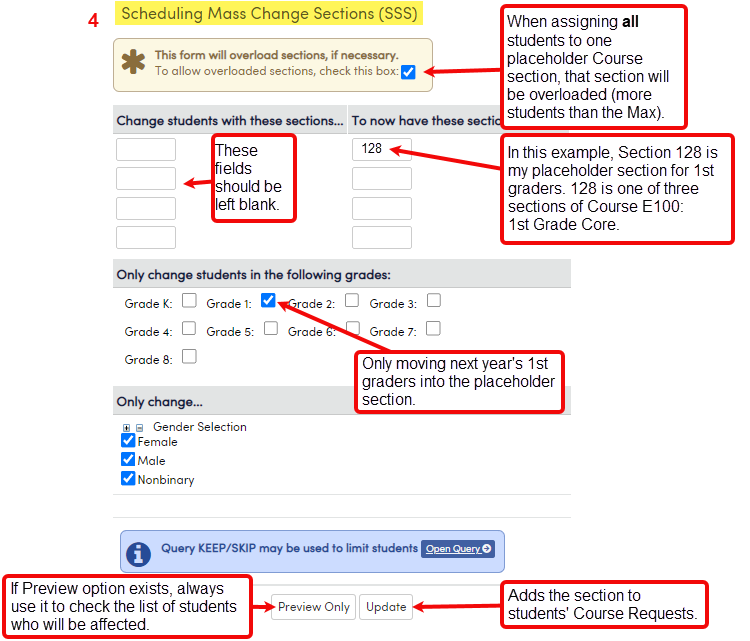 4
Scheduling Mass Change Sections (SSS)
This form will overload sections, if necessary.
To allow overloaded sections, check this box:
When assigning all
students to one
placeholder Course
section, that section will
be overloaded (more
students than the Max).
Change students with these sections...
To now have these sectio
These
fields
should be
left blank.
128
In this example, Section 128 is
my placeholder section for 1st
graders. 128 is one of three
sections of Course E100:
1st Grade Core.
Only change students in the following grades:
Grade K: Grade 1: Grade 2: Grade 3:
Grade 4: Grade 5: Grade 6: Grade 7:
Grade 8:
Only moving next year's 1st
graders into the placeholder
section.
Only change...
Gender Selection
Female
Male
Nonbinary
Query KEEP/SKIP may be used to limit students Open Query
If Preview option exists, always
use it to check the list of students
who will be affected.
Preview Only Update
Adds the section to
students' Course Requests.